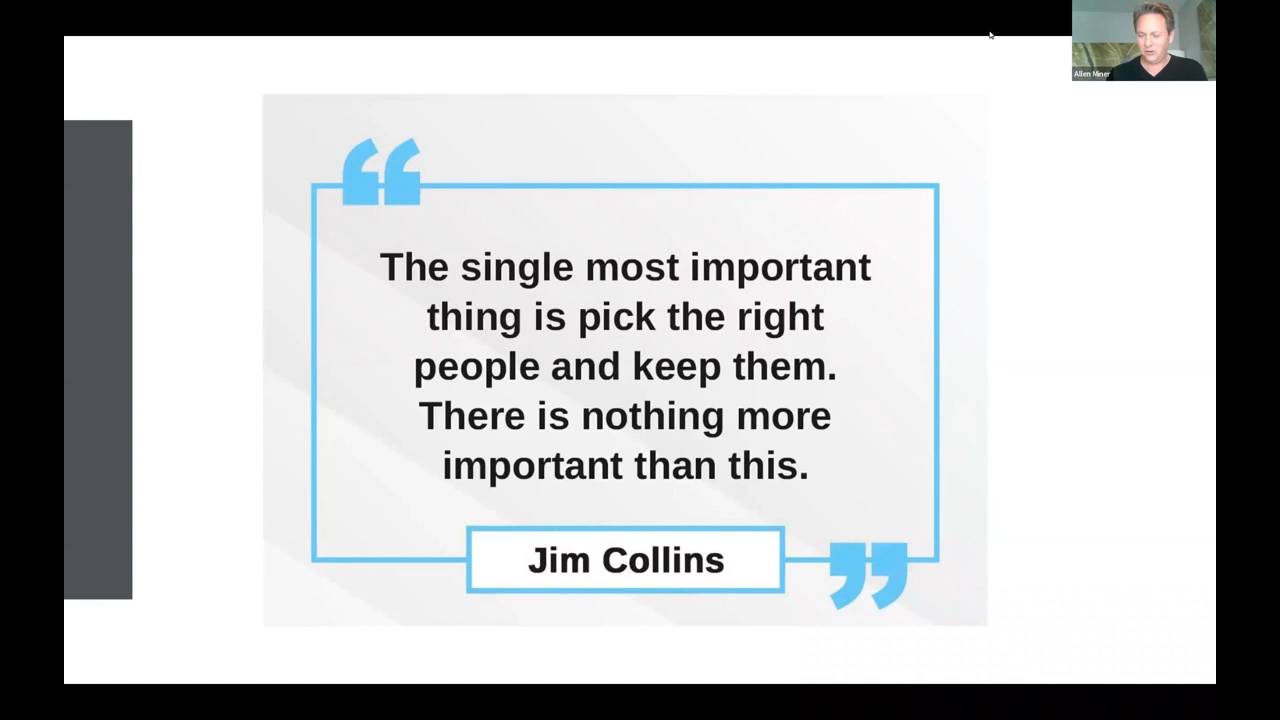 Allen Miner
The single most important
thing is pick the right
people and keep them.
There is nothing more
important than this.
Jim Collins